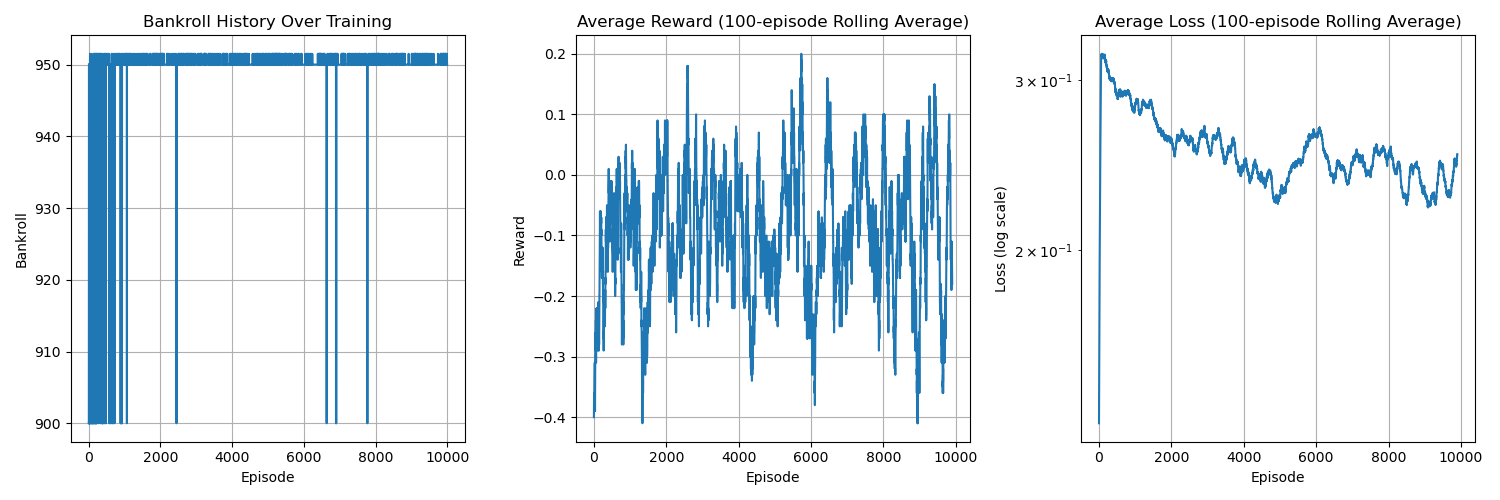 Bankroll History Over Training
Bankroll
950
940
930
920
910
900
0 2000 4000 6000 8000 10000
Episode
Average Reward (100-episode Rolling Average)
Reward
0.2
0.1
0.0
−0.1
−0.2
−0.3
−0.4
0 2000 4000 6000 8000 10000
Episode
Average Loss (100-episode Rolling Average)
Loss (log scale)
3 × 10⁻¹
2 × 10⁻¹
0 2000 4000 6000 8000 10000
Episode